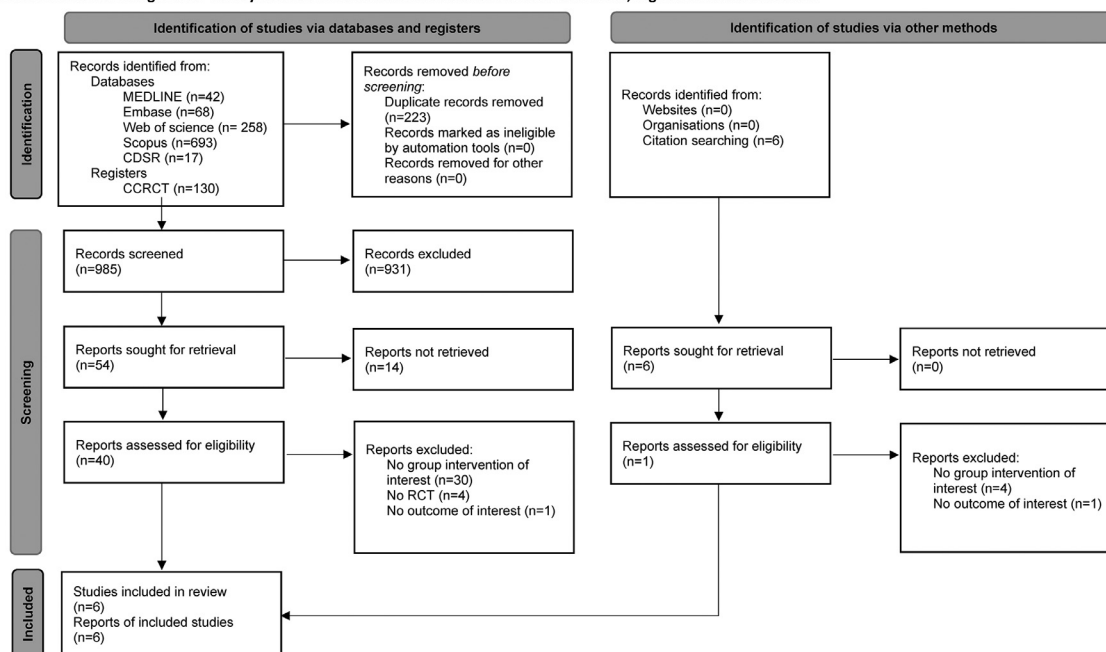 Identification of studies via databases and registers
Identification of studies via other methods
Identification
Records identified from:
Databases
MEDLINE (n=42)
Embase (n=68)
Web of science (n= 258)
Scopus (n=693)
CDSR (n=17)
Registers
CCRCT (n=130)
Records removed before
screening:
Duplicate records removed
(n=223)
Records marked as ineligible
by automation tools (n=0)
Records removed for other
reasons (n=0)
Records identified from:
Websites (n=0)
Organisations (n=0)
Citation searching (n=6)
Screening
Records screened
(n=985)
Records excluded
(n=931)
Reports sought for retrieval
(n=54)
Reports not retrieved
(n=14)
Reports sought for retrieval
(n=6)
Reports not retrieved
(n=0)
Reports assessed for eligibility
(n=40)
Reports excluded:
No group intervention of
interest (n=30)
No RCT (n=4)
No outcome of interest (n=1)
Reports assessed for eligibility
(n=1)
Reports excluded:
No group intervention of
interest (n=4)
No outcome of interest (n=1)
Included
Studies included in review
(n=6)
Reports of included studies
(n=6)